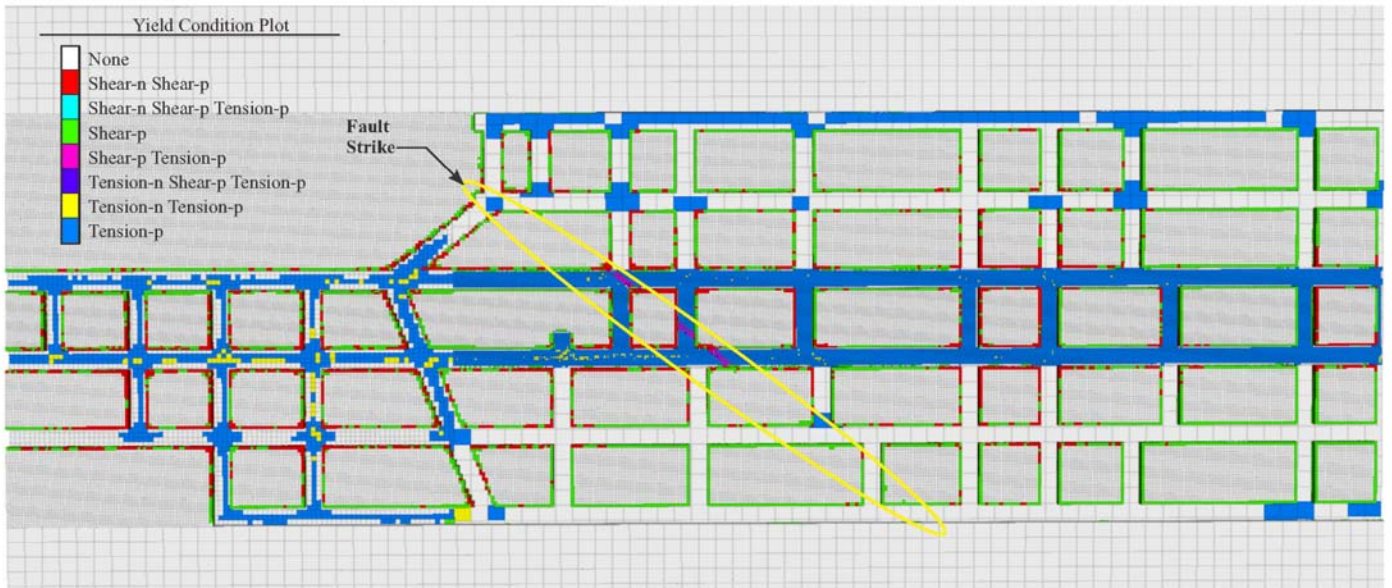 Yield Condition Plot
None
Shear-n Shear-p
Shear-n Shear-p Tension-p
Shear-p
Shear-p Tension-p
Tension-n Shear-p Tension-p
Tension-n Tension-p
Tension-p
Fault
Strike